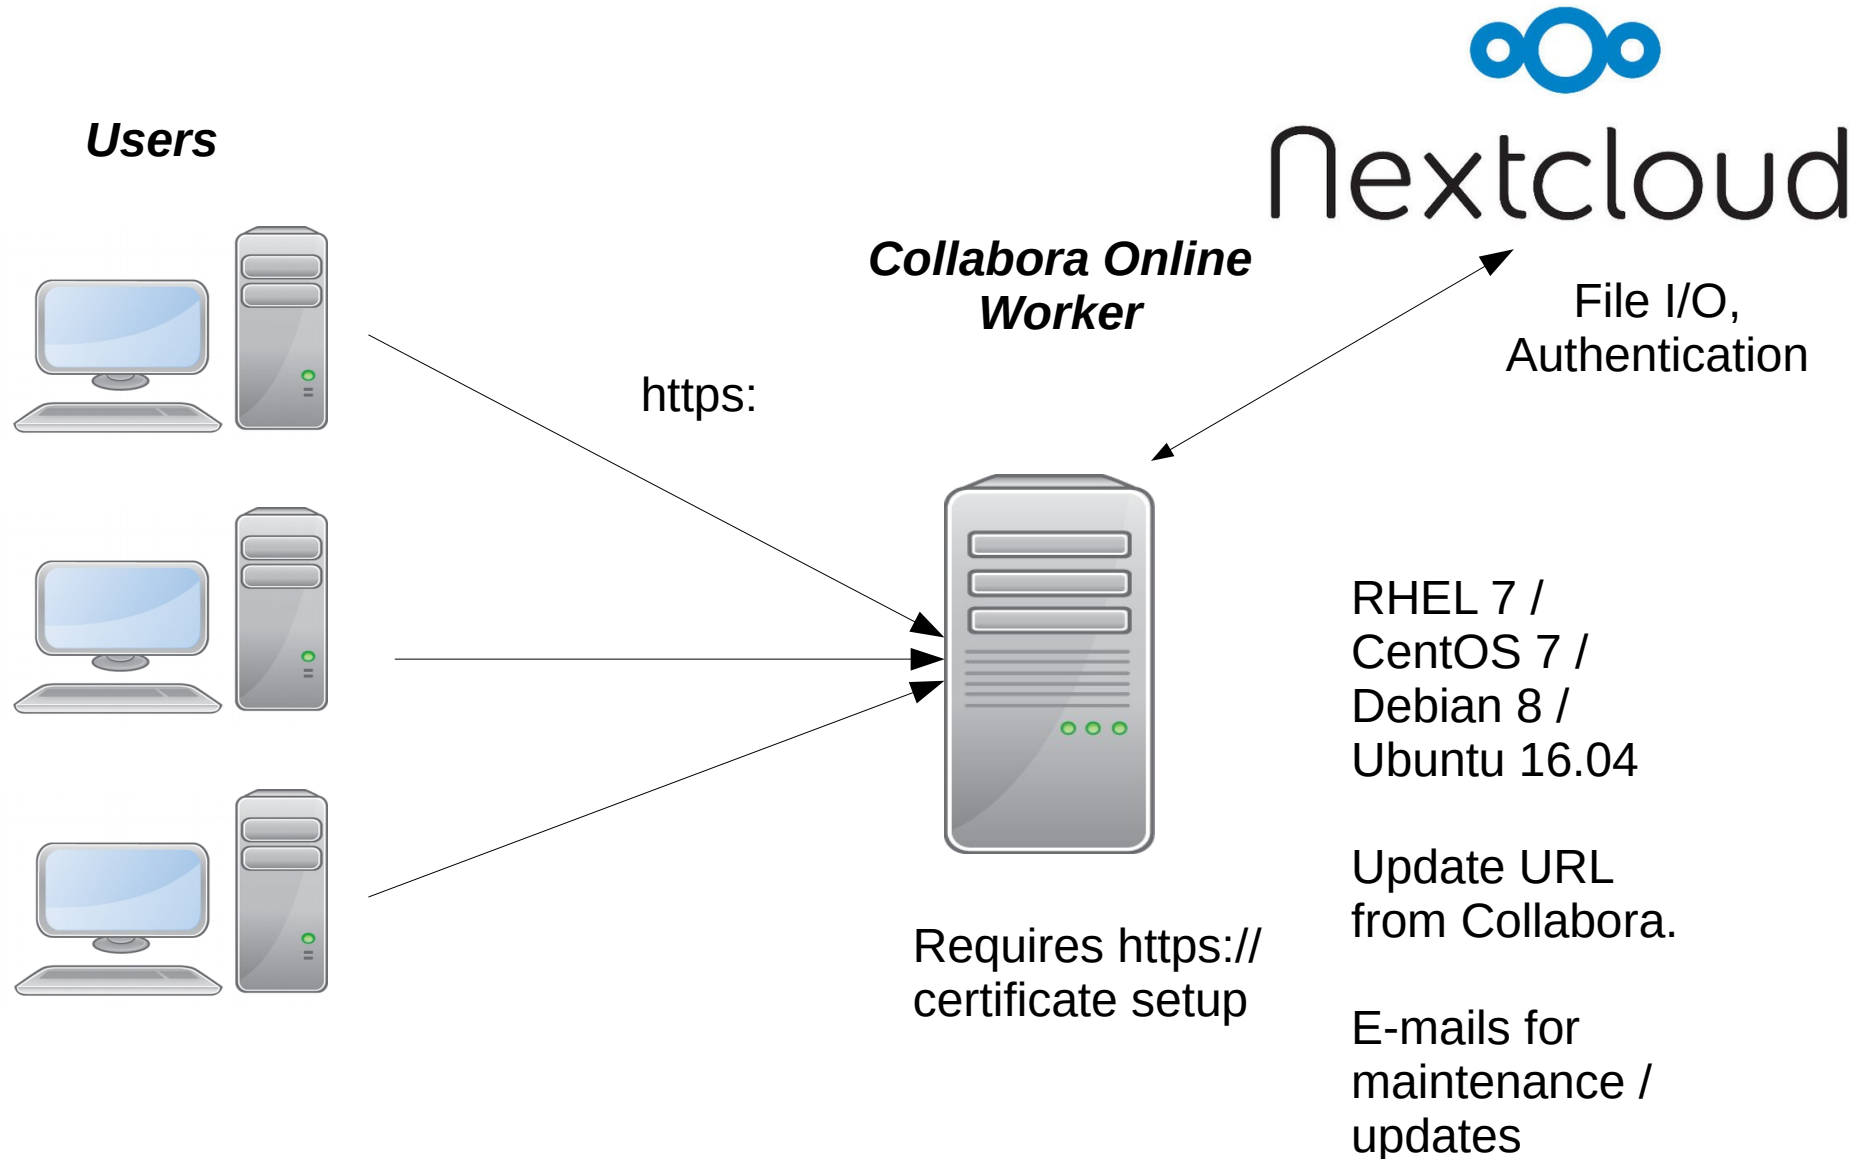 Users
nextcloud
Collabora Online
Worker
File I/O,
Authentication
https:
RHEL 7 /
CentOS 7 /
Debian 8 /
Ubuntu 16.04
Update URL
from Collabora.
Requires https://
certificate setup
E-mails for
maintenance /
updates